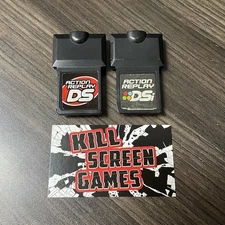 ACTION REPLAY
DS
ACTION REPLAY
DSi
KILL
SCREEN
GAMES